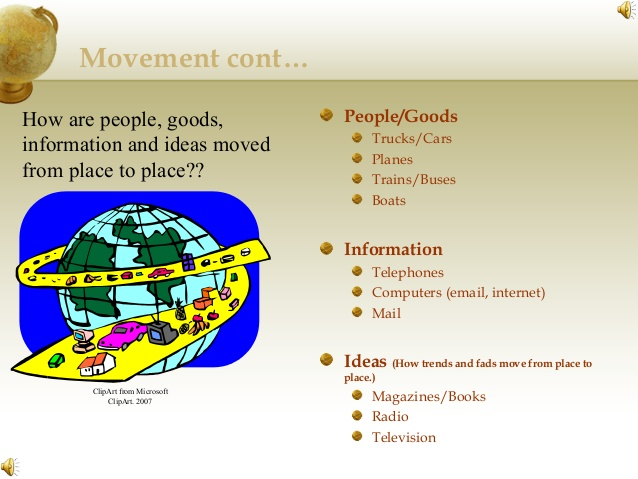 Movement cont…
How are people, goods,
information and ideas moved
from place to place??
ClipArt from Microsoft
ClipArt. 2007
People/Goods
Trucks/Cars
Planes
Trains/Buses
Boats
Information
Telephones
Computers (email, internet)
Mail
Ideas (How trends and fads move from place to
place.)
Magazines/Books
Radio
Television